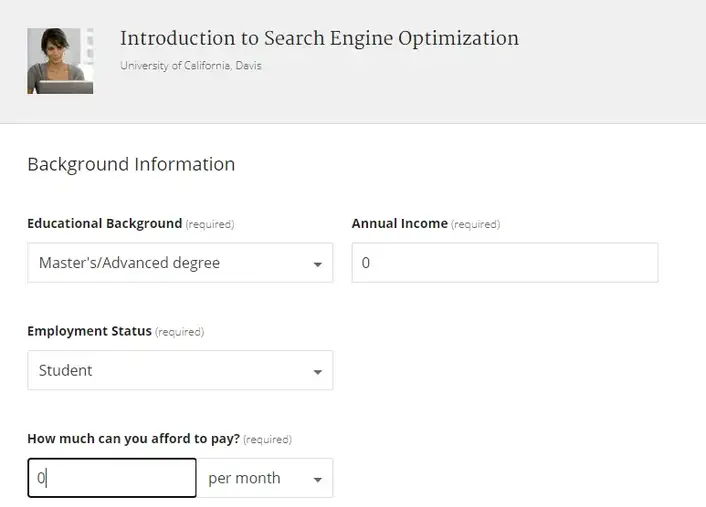 Introduction to Search Engine Optimization
University of California, Davis
Background Information
Educational Background (required)
Annual Income (required)
Master's/Advanced degree
0
Employment Status (required)
Student
How much can you afford to pay? (required)
0
per month